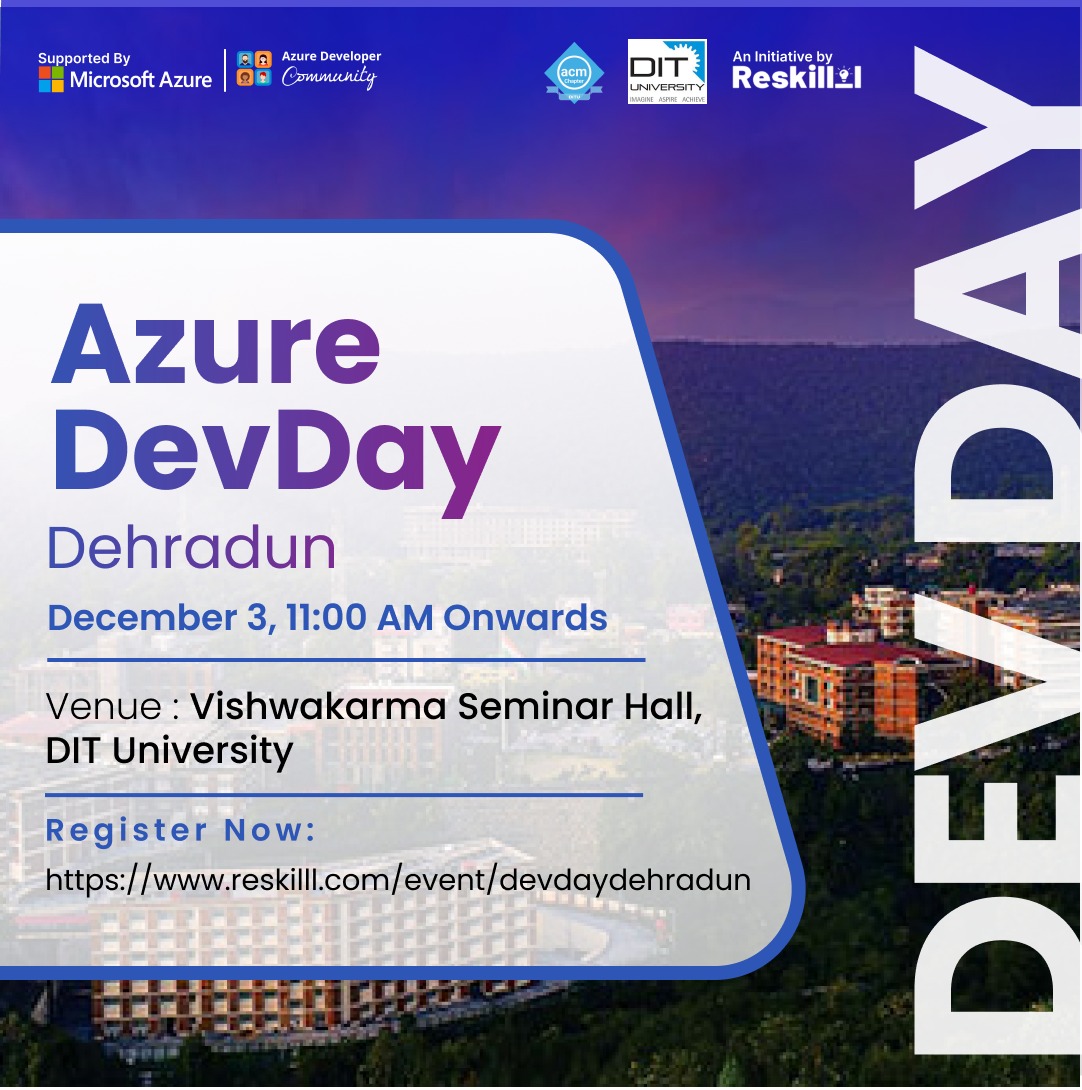 Supported By
Microsoft Azure
Azure Developer
Community
acm
Chapter
DIT
UNIVERSITY
IMAGINE ASPIRE ACHIEVE
An Initiative by
Reskilll
Azure
DevDay
Dehradun
December 3, 11:00 AM Onwards
Venue : Vishwakarma Seminar Hall,
DIT University
Register Now:
https://www.reskilll.com/event/devdaydehradun
DEVDAY